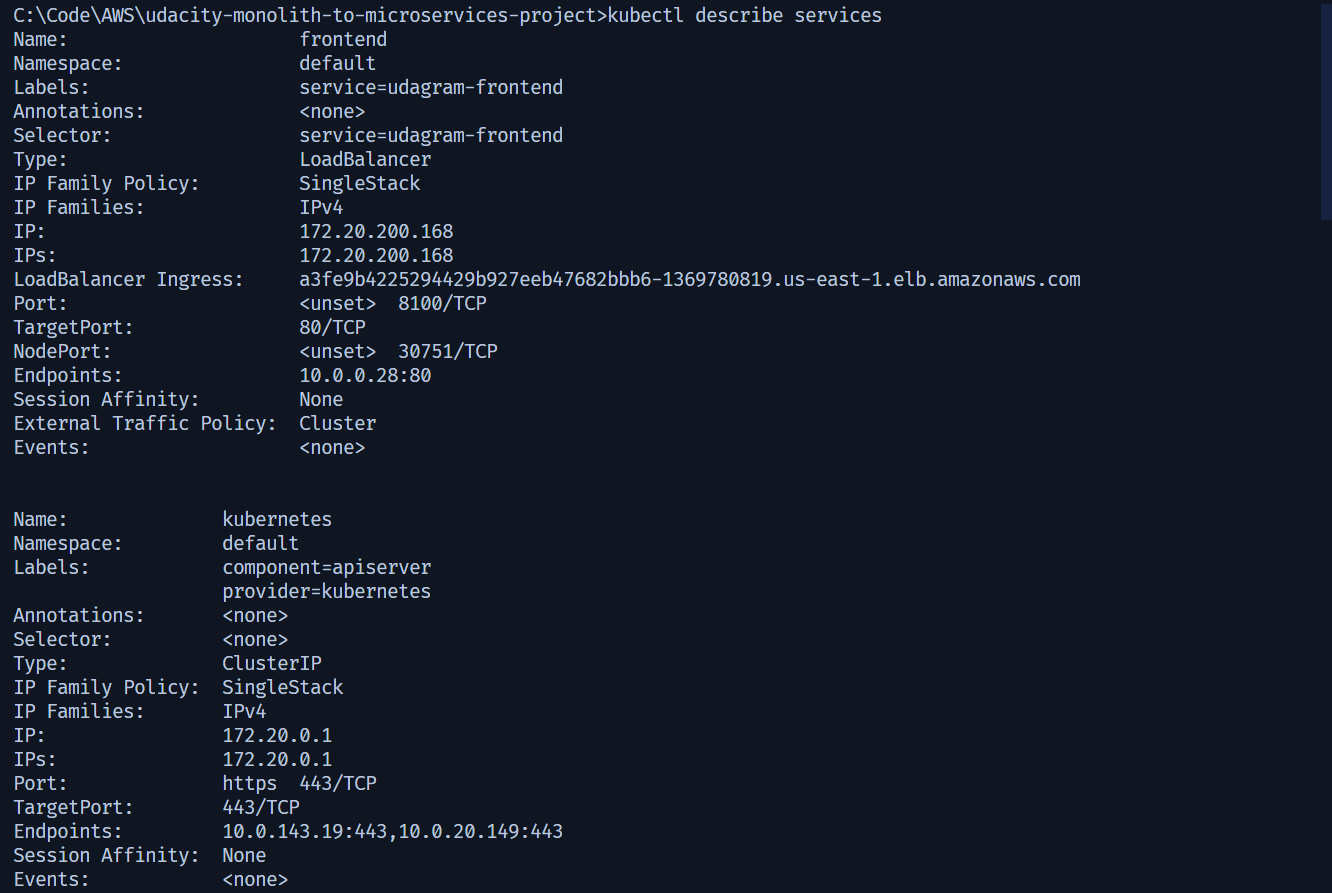 C:\Code\AWS\udacity-monolith-to-microservices-project>kubectl describe services
Name:                     frontend
Namespace:                default
Labels:                   service=udagram-frontend
Annotations:              <none>
Selector:                 service=udagram-frontend
Type:                     LoadBalancer
IP Family Policy:         SingleStack
IP Families:              IPv4
IP:                       172.20.200.168
IPs:                      172.20.200.168
LoadBalancer Ingress:     a3fe9b4225294429b927eeb47682bbb6-1369780819.us-east-1.elb.amazonaws.com
Port:                     <unset>  8100/TCP
TargetPort:               80/TCP
NodePort:                 <unset>  30751/TCP
Endpoints:                10.0.0.28:80
Session Affinity:         None
External Traffic Policy:  Cluster
Events:                   <none>

Name:              kubernetes
Namespace:         default
Labels:            component=apiserver
                   provider=kubernetes
Annotations:       <none>
Selector:          <none>
Type:              ClusterIP
IP Family Policy:  SingleStack
IP Families:       IPv4
IP:                172.20.0.1
IPs:               172.20.0.1
Port:              https  443/TCP
TargetPort:        443/TCP
Endpoints:         10.0.143.19:443,10.0.20.149:443
Session Affinity:  None
Events:            <none>